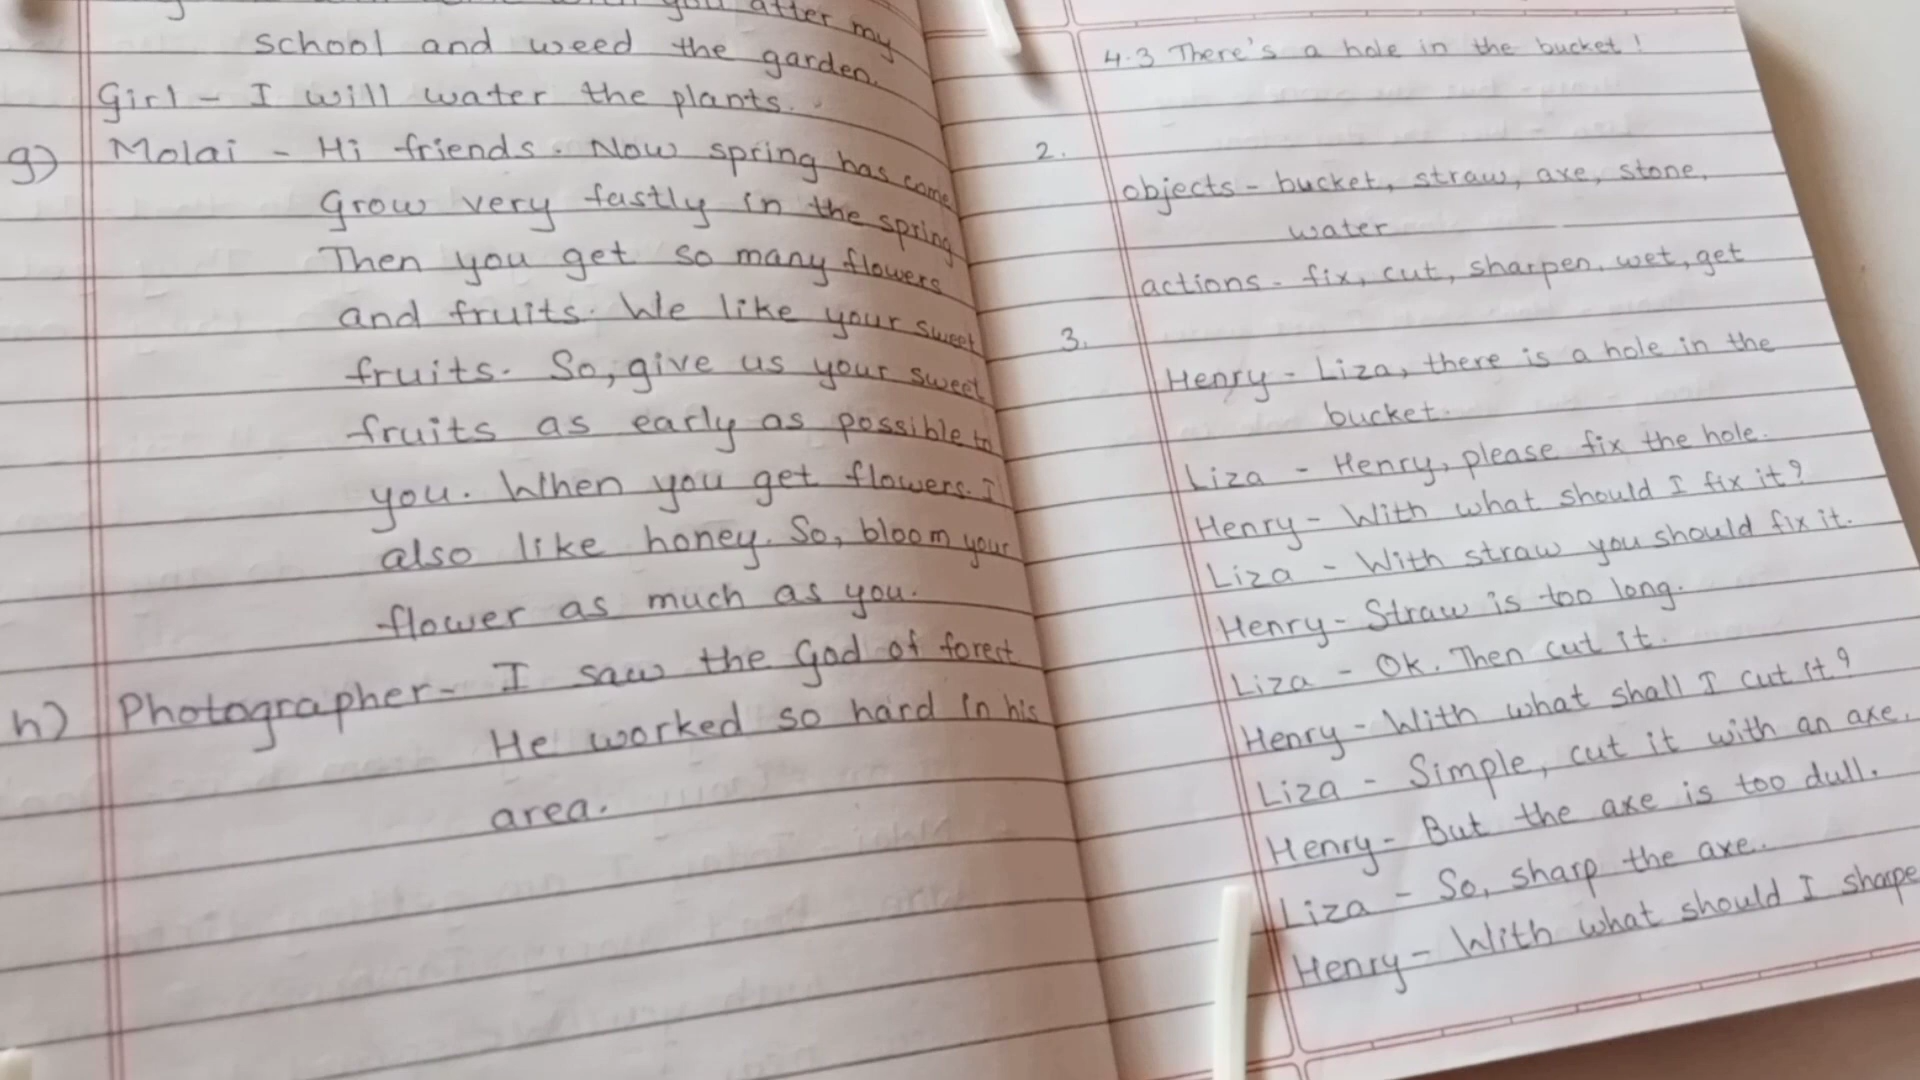 you after my
school and weed the garden.
Girl - I will water the plants.
g) Molai - Hi friends. Now spring has come
Grow very fastly in the spring
Then you get so many flowers
and fruits. We like your sweet
fruits. So, give us your sweet
fruits as early as possible to
you. When you get flowers. I
also like honey. So, bloom your
flower as much as you.
h) Photographer - I saw the God of forest
He worked so hard in his
area.
4.3 There's a hole in the bucket!
2.
objects - bucket, straw, axe, stone,
water
actions - fix, cut, sharpen, wet, get
3.
Henry - Liza, there is a hole in the
bucket.
Liza - Henry, please fix the hole.
Henry - With what should I fix it?
Liza - With straw you should fix it.
Henry - Straw is too long.
Liza - Ok. Then cut it.
Henry - With what shall I cut it?
Liza - Simple, cut it with an axe.
Henry - But the axe is too dull.
Liza - So, sharp the axe.
Henry - With what should I sharpe